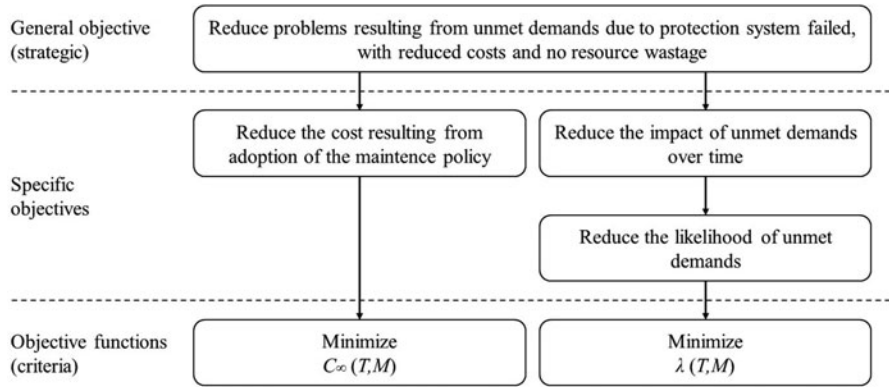 General objective
(strategic)
Reduce problems resulting from unmet demands due to protection system failed,
with reduced costs and no resource wastage
Specific
objectives
Reduce the cost resulting from
adoption of the maintence policy
Reduce the impact of unmet demands
over time
Reduce the likelihood of unmet
demands
Objective functions
(criteria)
Minimize
C∞ (T,M)
Minimize
λ (T,M)